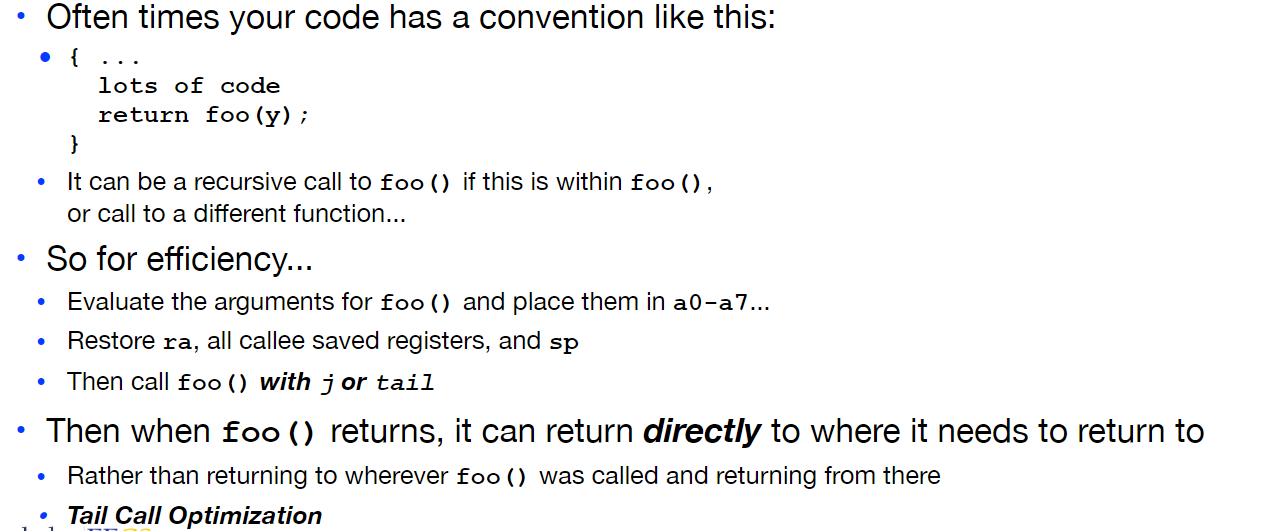 • Often times your code has a convention like this:
• { ...
lots of code
return foo(y);
}
• It can be a recursive call to foo() if this is within foo(),
or call to a different function...
• So for efficiency...
• Evaluate the arguments for foo() and place them in a0-a7...
• Restore ra, all callee saved registers, and sp
• Then call foo() with j or tail
• Then when foo() returns, it can return directly to where it needs to return to
• Rather than returning to wherever foo() was called and returning from there
• Tail Call Optimization